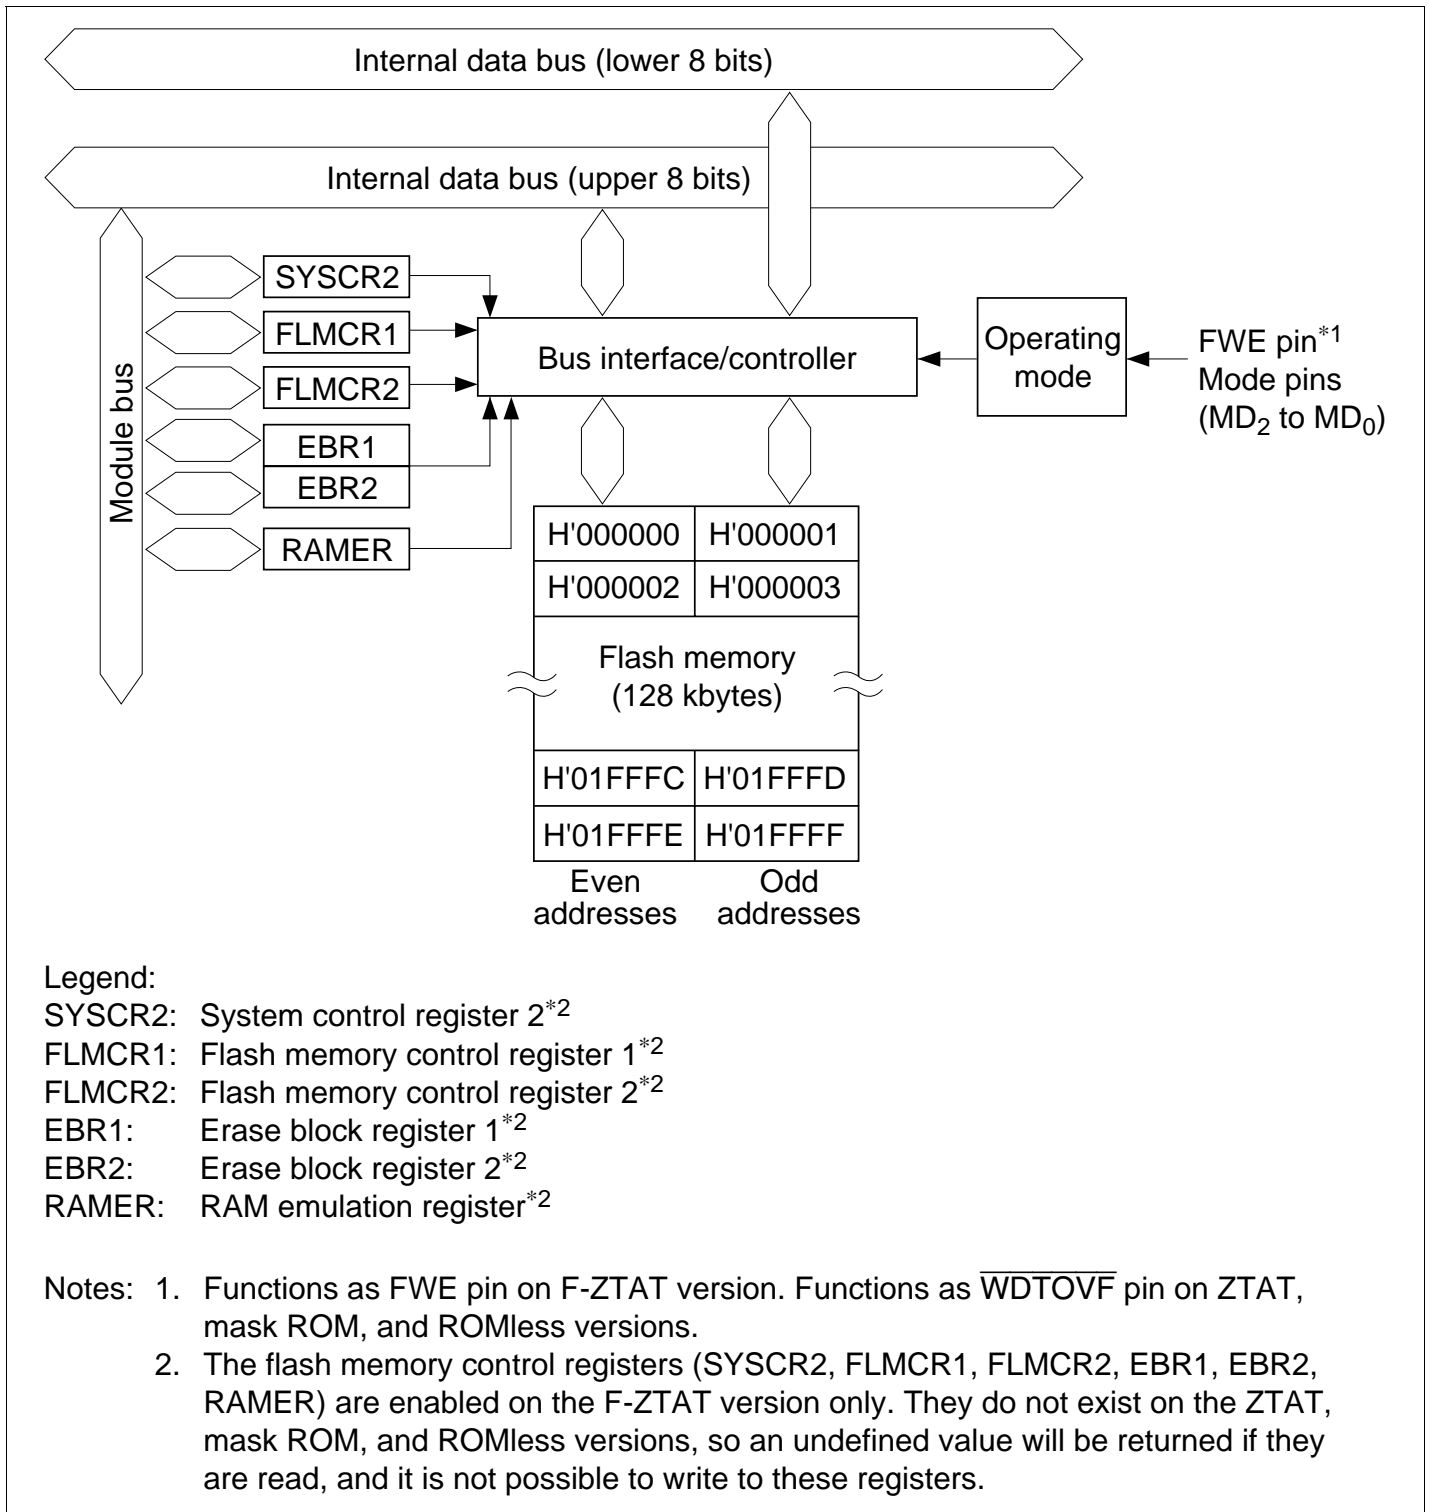 Internal data bus (lower 8 bits)
Internal data bus (upper 8 bits)
Module bus
SYSCR2
FLMCR1
FLMCR2
EBR1
EBR2
RAMER
Bus interface/controller
Operating
mode
FWE pin*1
Mode pins
(MD2 to MD0)
H'000000 H'000001
H'000002 H'000003
Flash memory
(128 kbytes)
H'01FFFC H'01FFFD
H'01FFFE H'01FFFF
Even Odd
addresses addresses
Legend:
SYSCR2: System control register 2*2
FLMCR1: Flash memory control register 1*2
FLMCR2: Flash memory control register 2*2
EBR1: Erase block register 1*2
EBR2: Erase block register 2*2
RAMER: RAM emulation register*2
Notes: 1. Functions as FWE pin on F-ZTAT version. Functions as WDTOVF pin on ZTAT,
mask ROM, and ROMless versions.
2. The flash memory control registers (SYSCR2, FLMCR1, FLMCR2, EBR1, EBR2,
RAMER) are enabled on the F-ZTAT version only. They do not exist on the ZTAT,
mask ROM, and ROMless versions, so an undefined value will be returned if they
are read, and it is not possible to write to these registers.